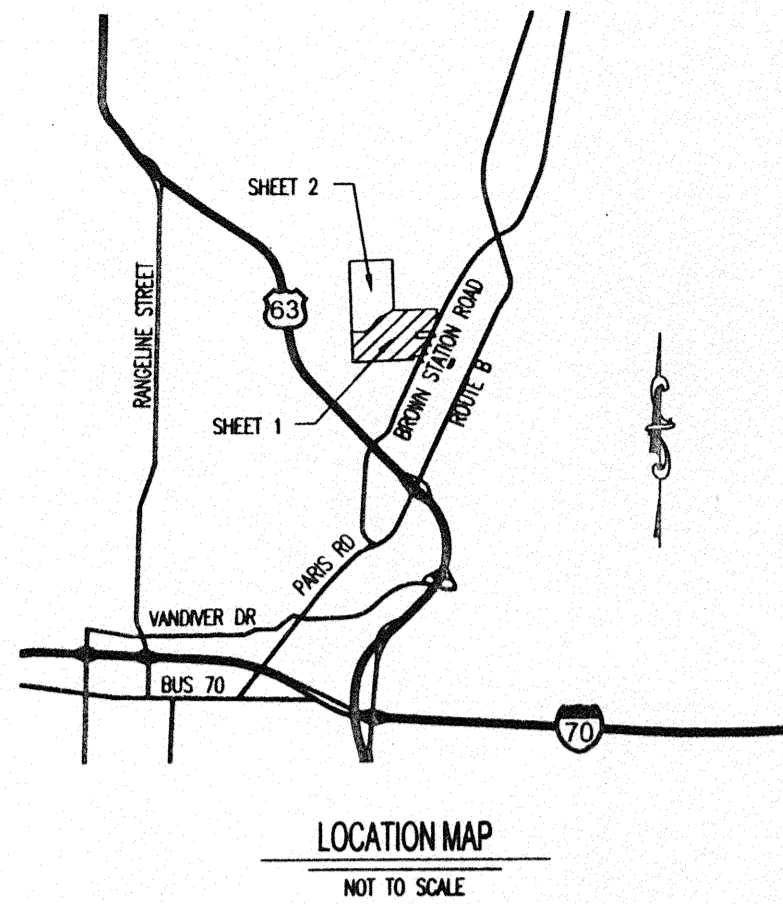 SHEET 2
RANGELINE STREET
63
BROWN STATION ROAD
ROUTE B
SHEET 1
PARIS RD
VANDIVER DR
BUS 70
70
LOCATION MAP
NOT TO SCALE